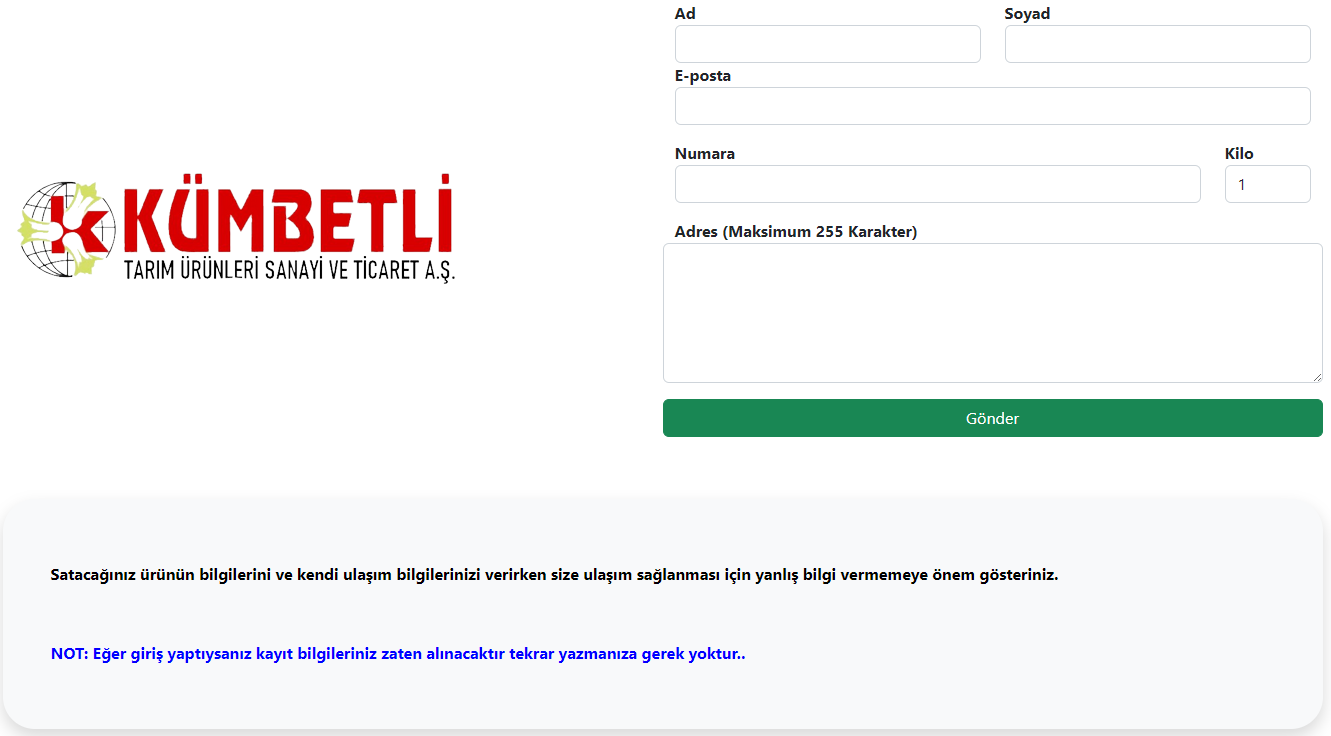 Ad
Soyad
E-posta
Numara
Kilo
1
Adres (Maksimum 255 Karakter)
Gönder
KÜMBETLİ
TARIM ÜRÜNLERİ SANAYİ VE TİCARET A.Ş.
Satacağınız ürünün bilgilerini ve kendi ulaşım bilgilerinizi verirken size ulaşım sağlanması için yanlış bilgi vermemeye önem gösteriniz.
NOT: Eğer giriş yaptıysanız kayıt bilgileriniz zaten alınacaktır tekrar yazmanıza gerek yoktur..